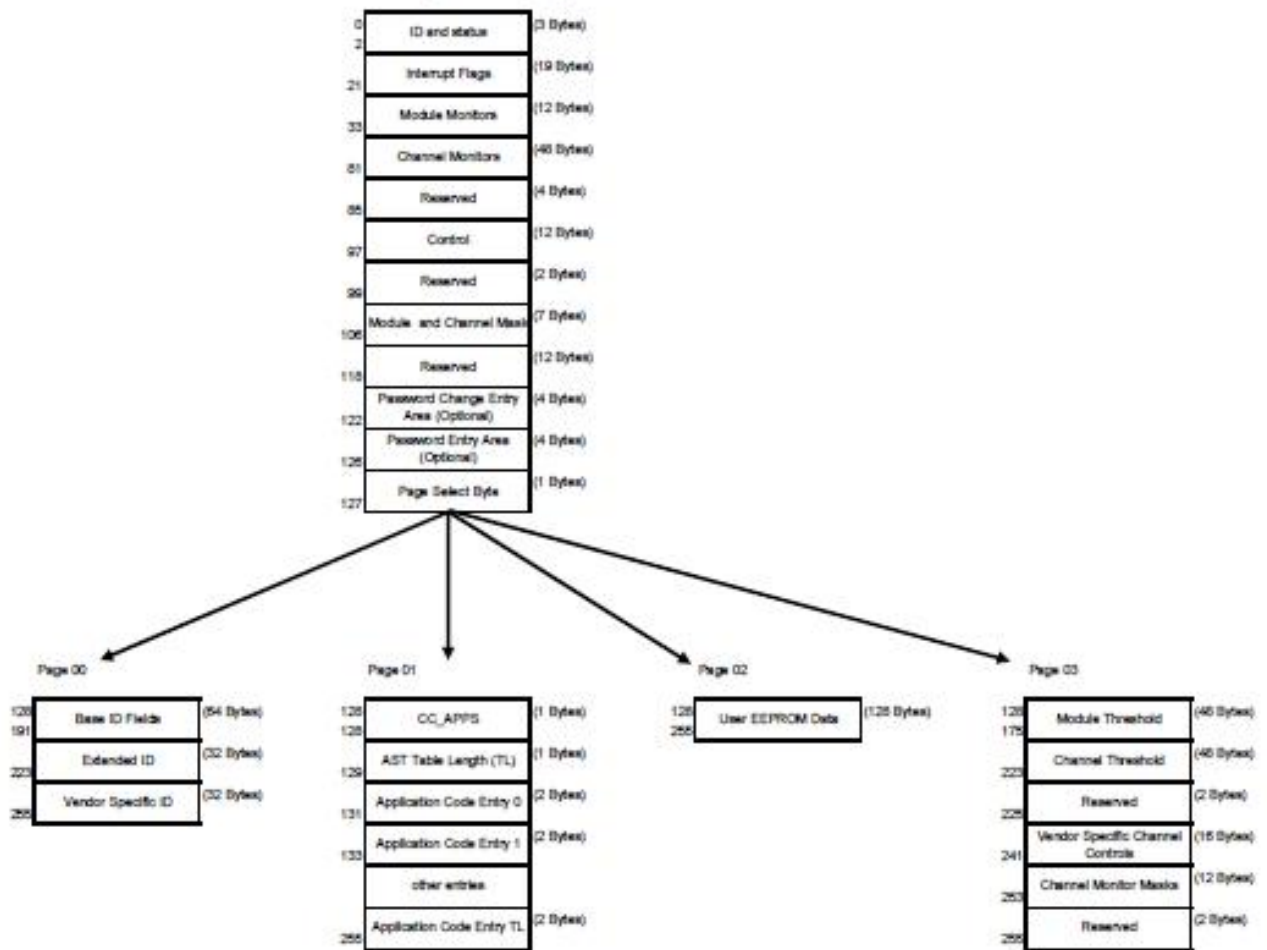 0
ID and status (3 Bytes)
2
Interrupt Flags (19 Bytes)
21
Module Monitors (12 Bytes)
33
Channel Monitors (48 Bytes)
81
Reserved (4 Bytes)
85
Control (12 Bytes)
97
Reserved (2 Bytes)
99
Module and Channel Mask (7 Bytes)
106
Reserved (12 Bytes)
118
Password Change Entry (4 Bytes)
Area (Optional)
122
Password Entry Area (4 Bytes)
(Optional)
126
Page Select Byte (1 Bytes)
127
Page 00
128 Base ID Fields (64 Bytes)
191
Extended ID (32 Bytes)
223
Vendor Specific ID (32 Bytes)
255
Page 01
128 CC_APPS (1 Bytes)
128
AST Table Length (TL) (1 Bytes)
129
Application Code Entry 0 (2 Bytes)
131
Application Code Entry 1 (2 Bytes)
133
other entries
Application Code Entry TL (2 Bytes)
255
Page 02
128 User EEPROM Data (128 Bytes)
255
Page 03
128 Module Threshold (48 Bytes)
175
Channel Threshold (48 Bytes)
223
Reserved (2 Bytes)
225
Vendor Specific Channel (16 Bytes)
Controls
241
Channel Monitor Masks (12 Bytes)
253
Reserved (2 Bytes)
255